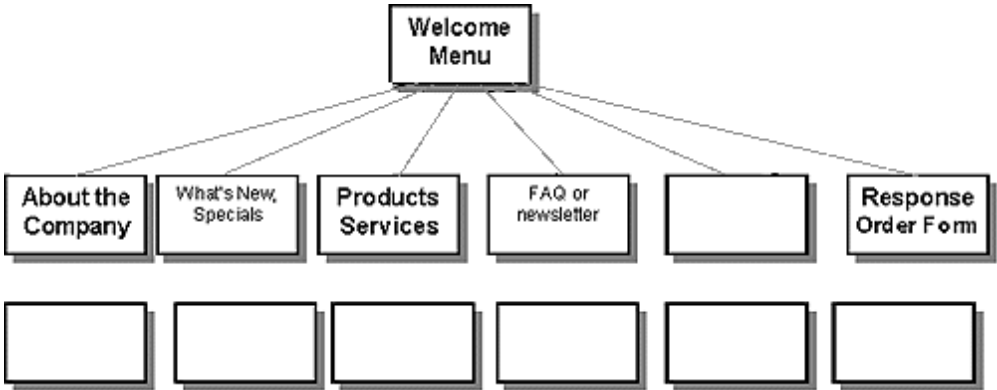 Welcome
Menu
About the
Company
What's New,
Specials
Products
Services
FAQ or
newsletter
Response
Order Form